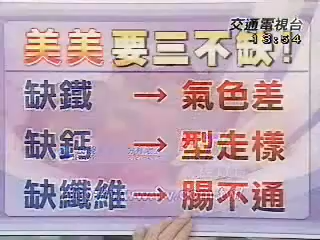 交通電視台
13:54
美美要三不缺!
缺鐵 → 氣色差
缺鈣 → 型走樣
缺纖維 → 腸不通